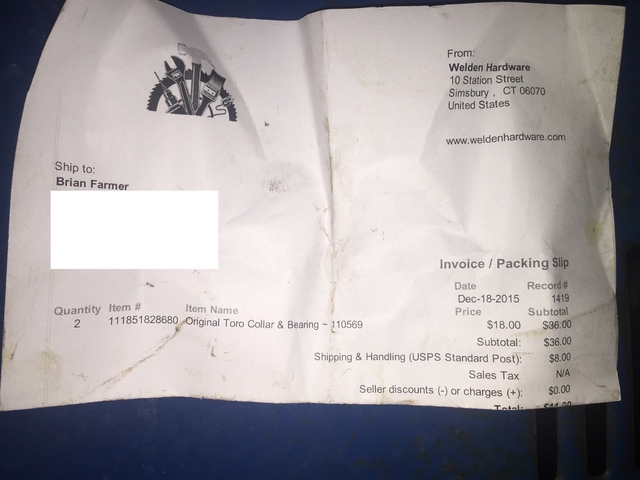 From:
Welden Hardware
10 Station Street
Simsbury , CT 06070
United States
www.weldenhardware.com
Ship to:
Brian Farmer
Invoice / Packing Slip
Date Record #
Dec-18-2015 1419
Quantity Item # Item Name Price Subtotal
2 111851828680 Original Toro Collar & Bearing ~ 110569 $18.00 $36.00
Subtotal: $36.00
Shipping & Handling (USPS Standard Post): $8.00
Sales Tax N/A
Seller discounts (-) or charges (+): $0.00
Total: $44.00